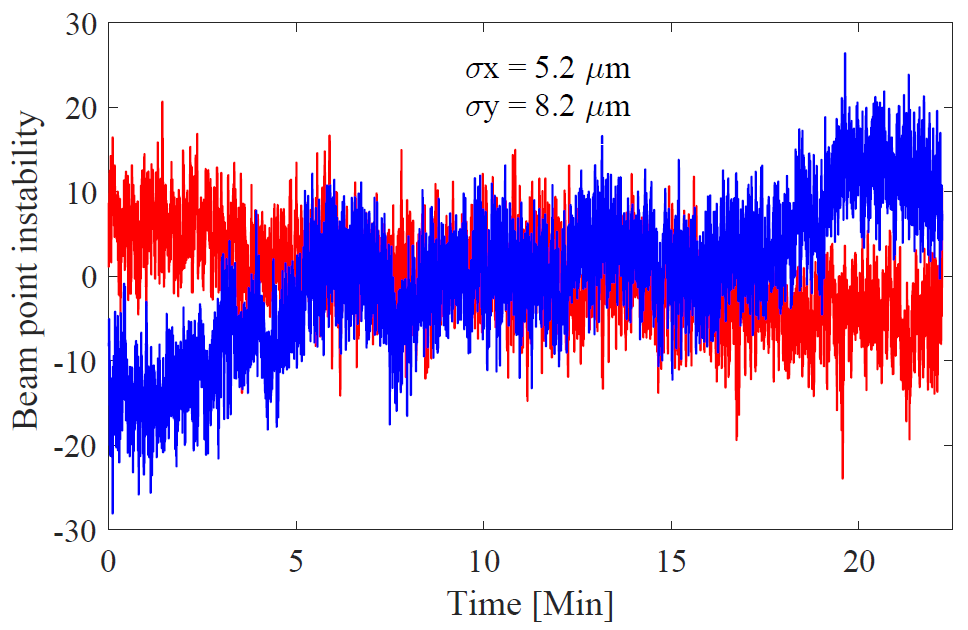 30
20
10
0
-10
-20
-30
Beam point instability
σx = 5.2 μm
σy = 8.2 μm
0 5 10 15 20
Time [Min]